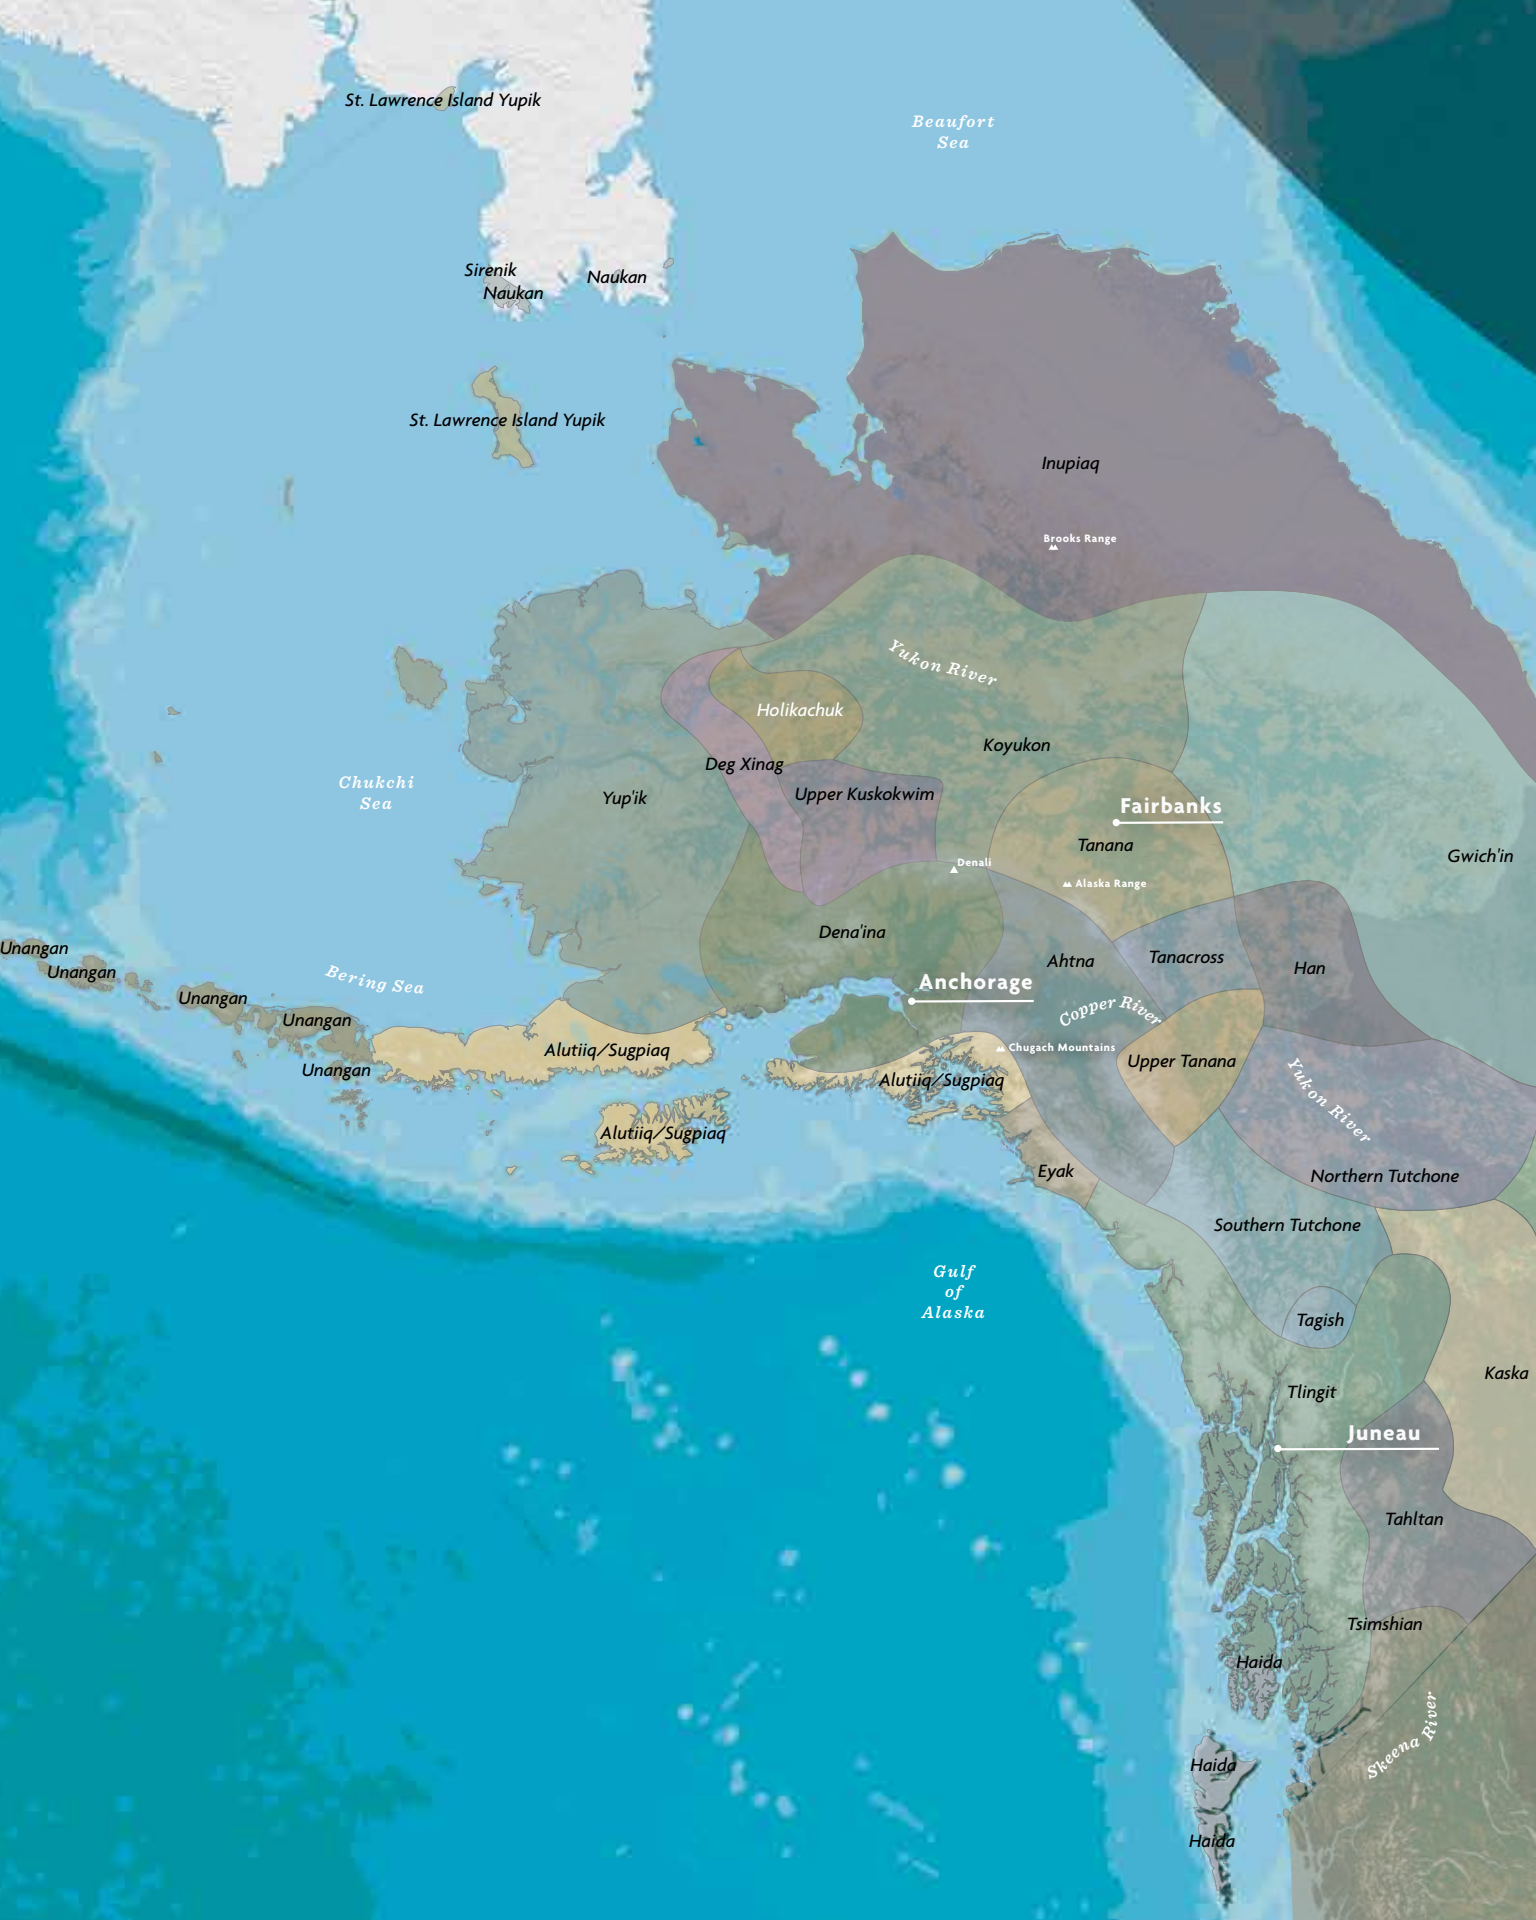 St. Lawrence Island Yupik
Beaufort
Sea
Sirenik
Naukan
Naukan
St. Lawrence Island Yupik
Inupiaq
Brooks Range
Yukon River
Holikachuk
Koyukon
Deg Xinag
Chukchi
Sea
Upper Kuskokwim
Yup'ik
Fairbanks
Tanana
Gwich'in
Denali
Alaska Range
Dena'ina
Unangan
Unangan
Tanacross
Ahtna
Han
Bering Sea
Anchorage
Unangan
Copper River
Unangan
Alutiiq/Sugpiaq
Chugach Mountains
Upper Tanana
Unangan
Alutiiq/Sugpiaq
Yukon River
Alutiiq/Sugpiaq
Eyak
Northern Tutchone
Southern Tutchone
Gulf
of
Alaska
Tagish
Kaska
Tlingit
Juneau
Tahltan
Tsimshian
Haida
Skeena River
Haida
Haida